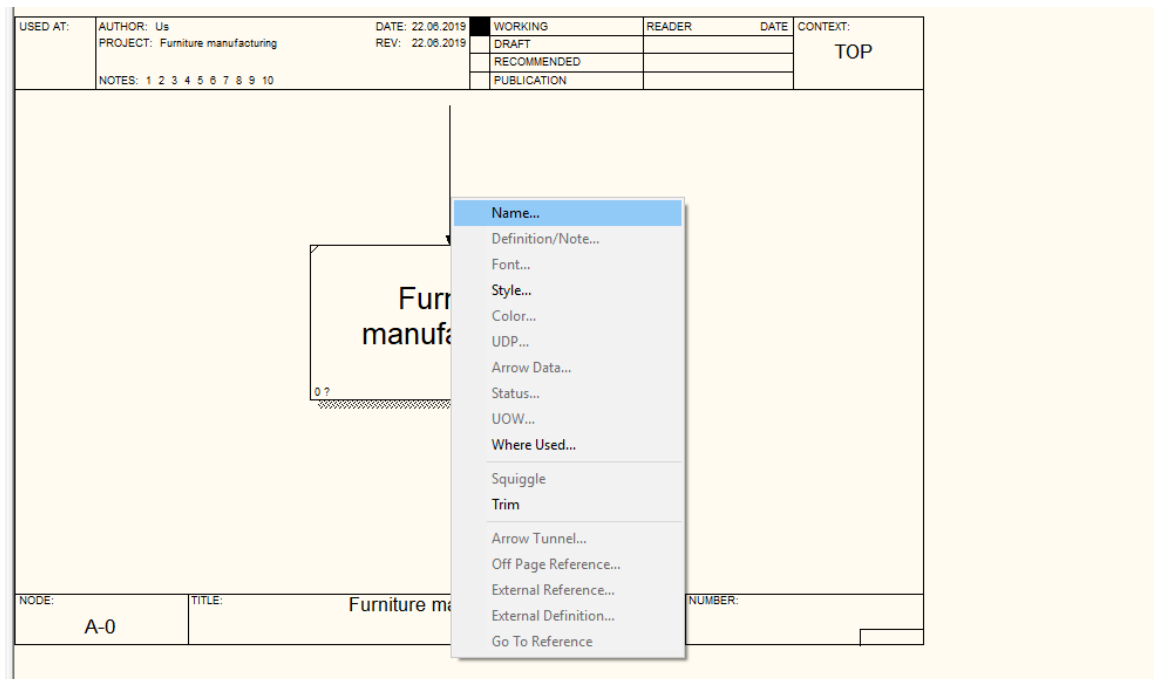 USED AT: AUTHOR: Us DATE: 22.06.2019 WORKING READER DATE CONTEXT:
PROJECT: Furniture manufacturing REV: 22.06.2019 DRAFT TOP
RECOMMENDED
NOTES: 1 2 3 4 5 6 7 8 9 10 PUBLICATION
Name...
Definition/Note...
Font...
Style...
Color...
UDP...
Arrow Data...
Status...
UOW...
Where Used...
Squiggle
Trim
Arrow Tunnel...
Off Page Reference...
External Reference...
External Definition...
Go To Reference
Furn
manufa
0 ?
NODE: TITLE: Furniture ma NUMBER:
A-0